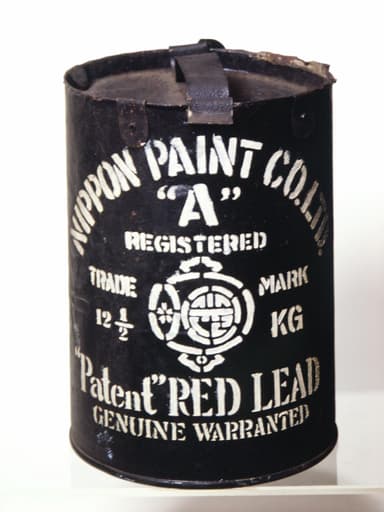 NIPPON PAINT CO.LTD.
"A"
REGISTERED
TRADE MARK
12 1/2 KG
"Patent" RED LEAD
GENUINE WARRANTED